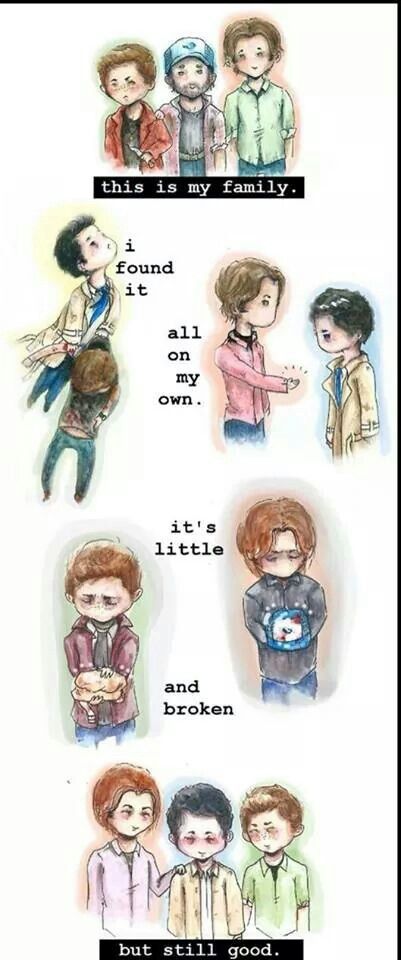 this is my family.
i
found
it
all
on
my
own.
it's
little
and
broken
but still good.